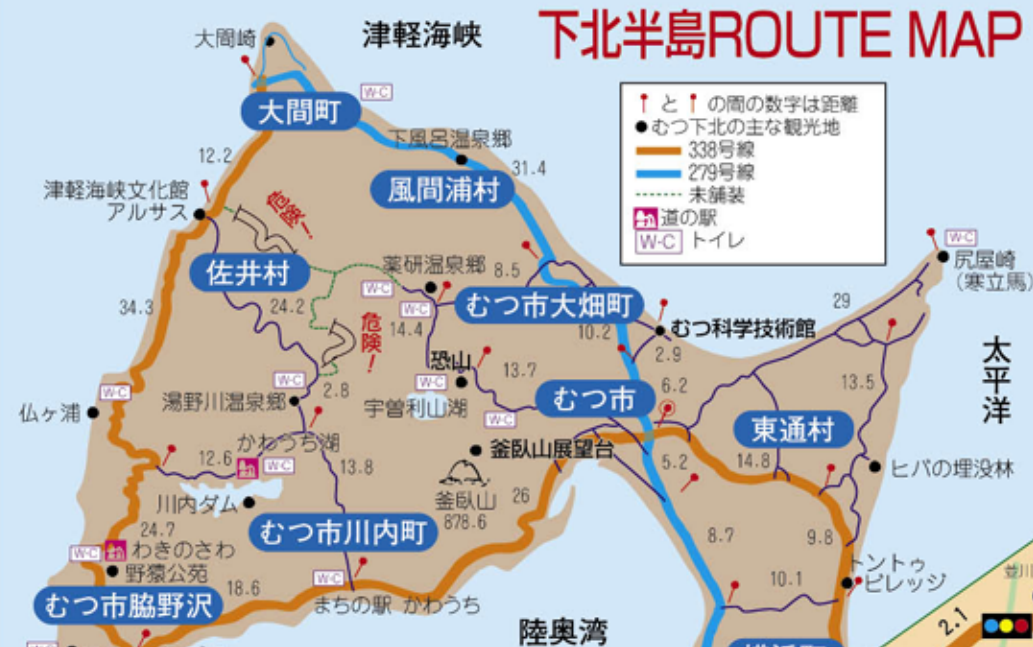 下北半島ROUTE MAP
津軽海峡
大間崎
W-C
大間町
と の間の数字は距離
むつ下北の主な観光地
338号線
279号線
未舗装
道の駅
W-C トイレ
下風呂温泉郷
12.2
31.4
風間浦村
津軽海峡文化館
アルサス
危険!
佐井村
薬研温泉郷
8.5
W-C
尻屋崎
(寒立馬)
W-C
W-C
むつ市大畑町
24.2
14.4
危険!
34.3
10.2
むつ科学技術館
29
2.9
太平洋
恐山
13.7
W-C
宇曽利山湖
W-C
2.8
湯野川温泉郷
W-C
仏ヶ浦
W-C
むつ市
6.2
13.5
東通村
かわうち湖
12.6
W-C
13.8
釜臥山展望台
5.2
14.8
ヒバの埋没林
釜臥山
878.6
26
川内ダム
24.7
むつ市川内町
8.7
9.8
W-C
わきのさわ
野猿公苑
18.6
W-C
まちの駅 かわうち
10.1
トントゥ
ビレッジ
むつ市脇野沢
陸奥湾
2.1